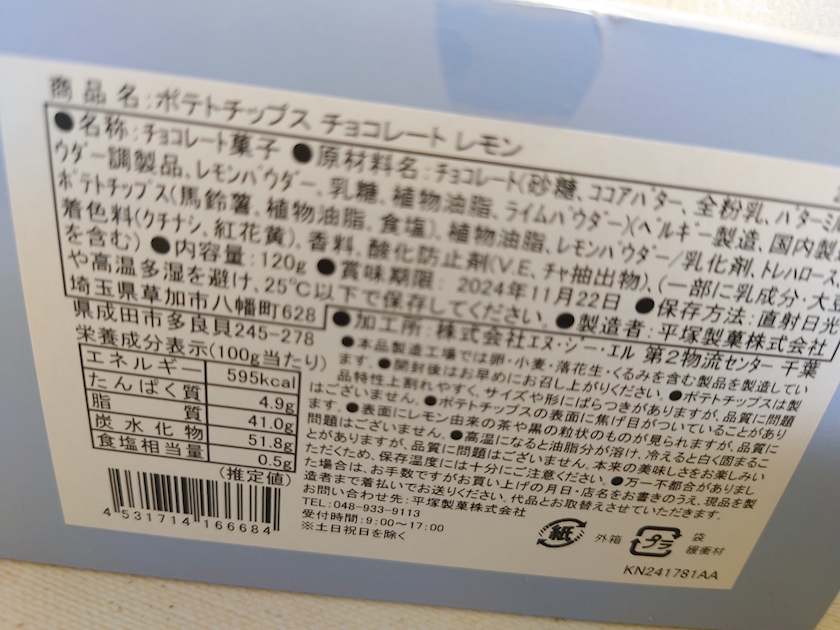 商品名:ポテトチップス チョコレート レモン
●名称:チョコレート菓子 ●原材料名:チョコレート(砂糖、ココアバター、全粉乳、バターミル
ウダー調製品、レモンパウダー、乳糖、植物油脂、ライムパウダー)(ベルギー製造、国内製造
ポテトチップス(馬鈴薯、植物油脂、食塩)、植物油脂、レモンパウダー/乳化剤、トレハロース
着色料(クチナシ、紅花黄)、香料、酸化防止剤(V.E、チャ抽出物)、(一部に乳成分・大豆
を含む) ●内容量:120g ●賞味期限: 2024年11月22日 ●保存方法:直射日光
や高温多湿を避け、25℃以下で保存してください。 ●製造者:平塚製菓株式会社
埼玉県草加市八幡町628 ●加工所:株式会社エヌ・ジー・エル 第2物流センター 千葉
県成田市多良貝245-278
栄養成分表示(100g当たり)
エネルギー 595kcal
たんぱく質 4.9g
脂質 41.0g
炭水化物 51.8g
食塩相当量 0.5g
(推定値)
4 531714 166684
●本品製造工場では卵・小麦・落花生・くるみを含む製品を製造してい
ます。●開封後はお早めにお召し上がりください。●ポテトチップスは製
品特性上割れやすく、サイズや形にばらつきがありますが、品質に問題
はございません。●ポテトチップスの表面に焦げ目がついていることがあり
ます。●表面にレモン由来の茶や黒の粒状のものが見られますが、品質に
問題はございません。●高温になると油脂分が溶け、冷えると白く固まるこ
とがありますが、品質に問題はございません。本来の美味しさをお楽しみい
ただくため、保存温度には十分にご注意ください。●万一不都合がありまし
た場合は、お手数ですがお買い上げの月日・店名をお書きのうえ、現品を製
造者まで着払いでお送りください。代品とお取替えさせていただきます。
お問い合わせ先:平塚製菓株式会社
TEL:048-933-9113
受付時間:9:00~17:00
※土日祝日を除く
紙 外箱 プラ 袋
緩衝材
KN241781AA